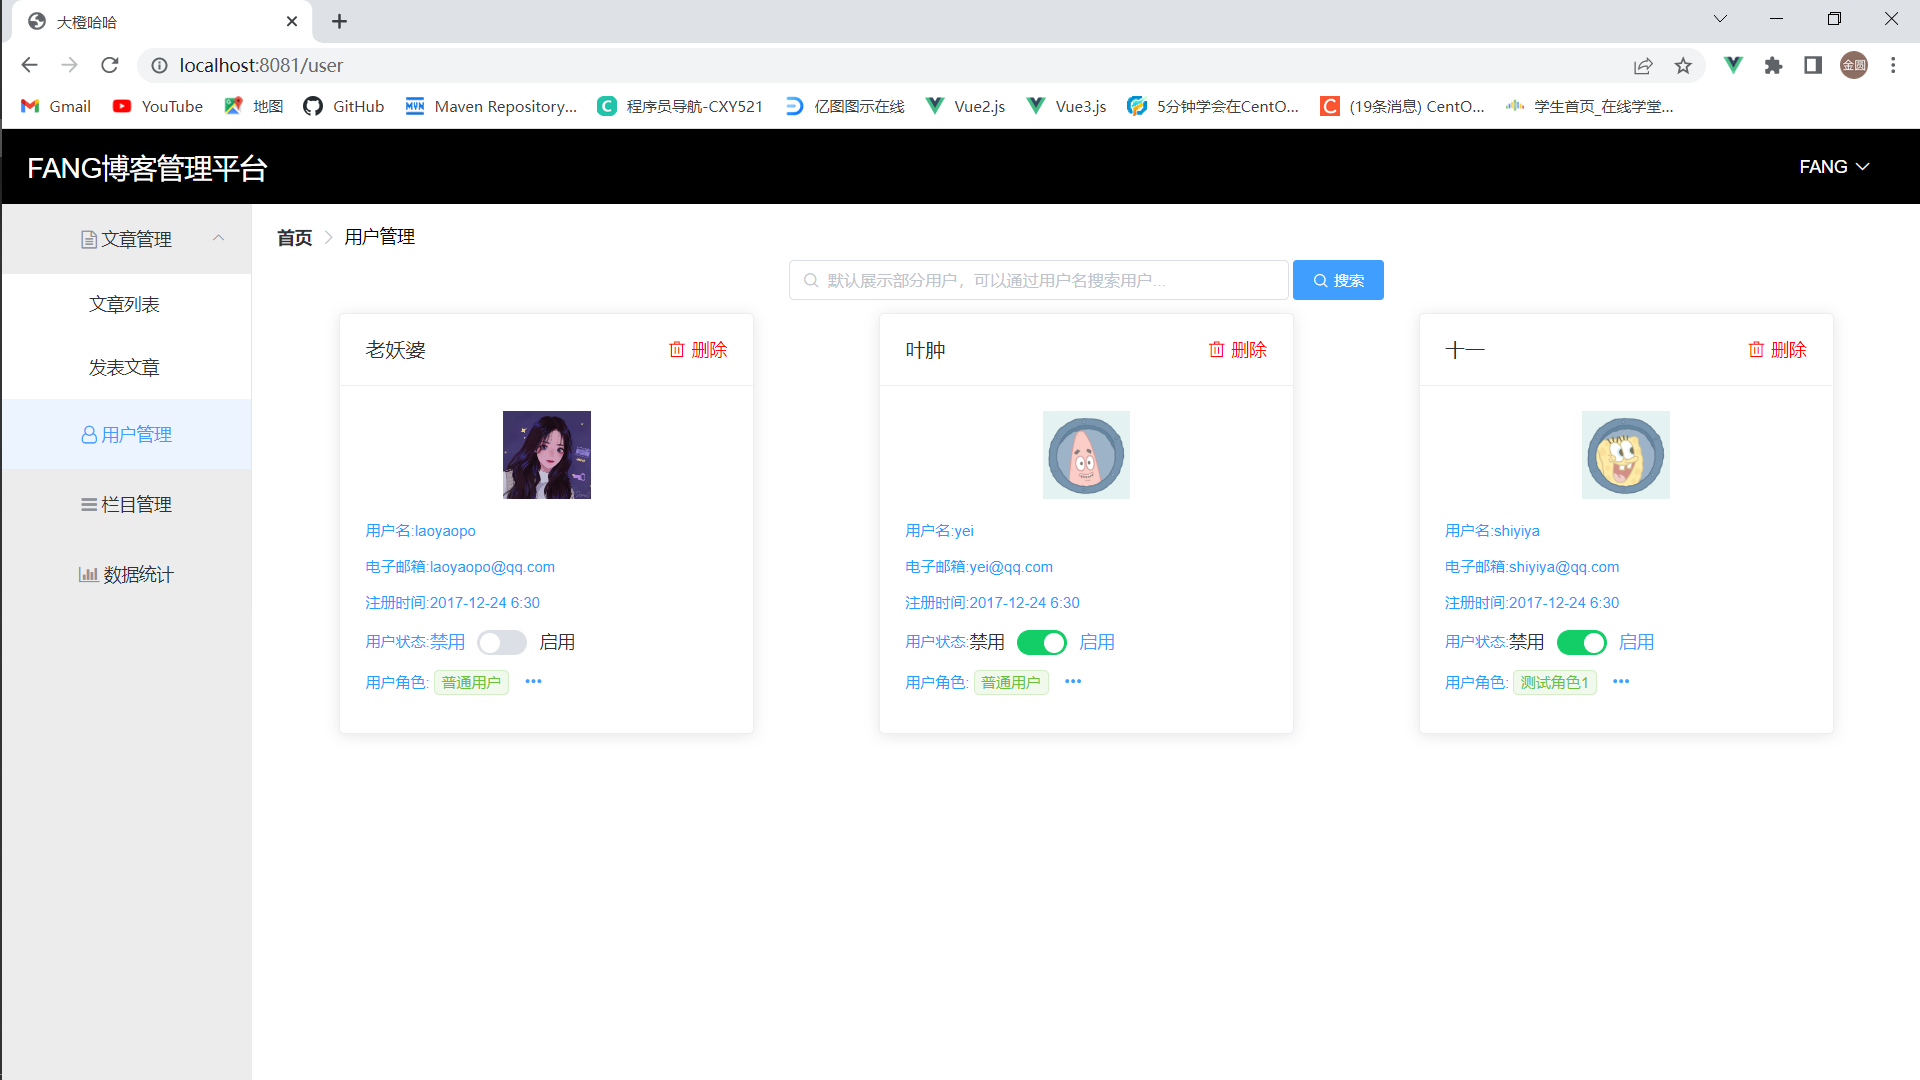 大橙哈哈
localhost:8081/user
金圆
Gmail YouTube 地图 GitHub Maven Repository... 程序员导航-CXY521 亿图图示在线 Vue2.js Vue3.js 5分钟学会在CentO... (19条消息) CentO... 学生首页_在线学堂...
FANG博客管理平台
FANG
文章管理
文章列表
发表文章
用户管理
栏目管理
数据统计
首页 用户管理
默认展示部分用户，可以通过用户名搜索用户...
搜索
老妖婆 删除
用户名:laoyaopo
电子邮箱:laoyaopo@qq.com
注册时间:2017-12-24 6:30
用户状态:禁用 启用
用户角色: 普通用户 •••
叶肿 删除
用户名:yei
电子邮箱:yei@qq.com
注册时间:2017-12-24 6:30
用户状态:禁用 启用
用户角色: 普通用户 •••
十一 删除
用户名:shiyiya
电子邮箱:shiyiya@qq.com
注册时间:2017-12-24 6:30
用户状态:禁用 启用
用户角色: 测试角色1 •••